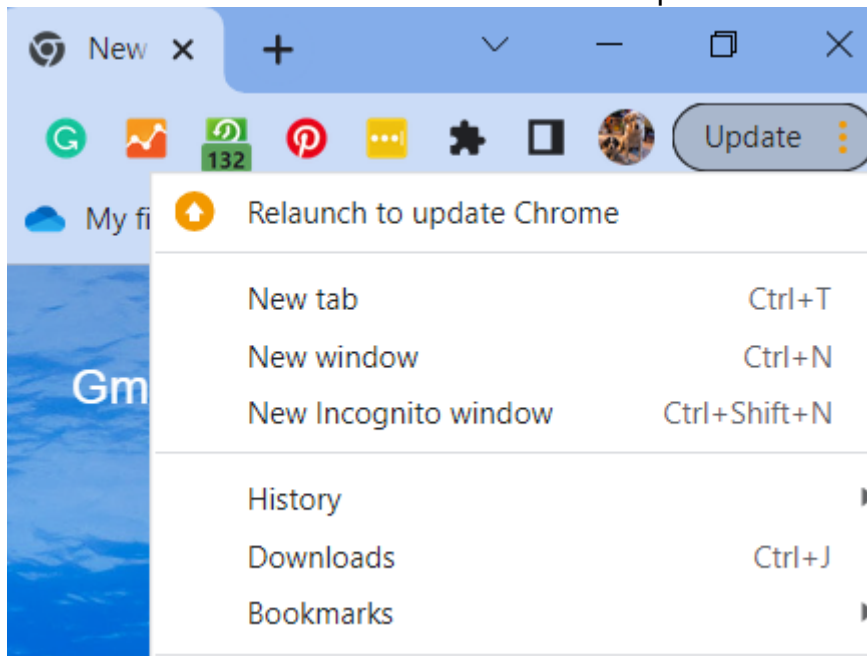 New
132
Update
My fi
Relaunch to update Chrome
New tab Ctrl+T
New window Ctrl+N
Gm
New Incognito window Ctrl+Shift+N
History
Downloads Ctrl+J
Bookmarks